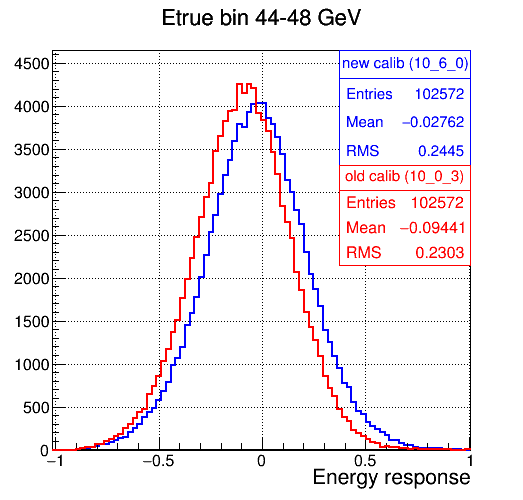 Etrue bin 44-48 GeV
new calib (10_6_0)
Entries 102572
Mean −0.02762
RMS 0.2445
old calib (10_0_3)
Entries 102572
Mean −0.09441
RMS 0.2303
4500
4000
3500
3000
2500
2000
1500
1000
500
0
−1 −0.5 0 0.5 1
Energy response